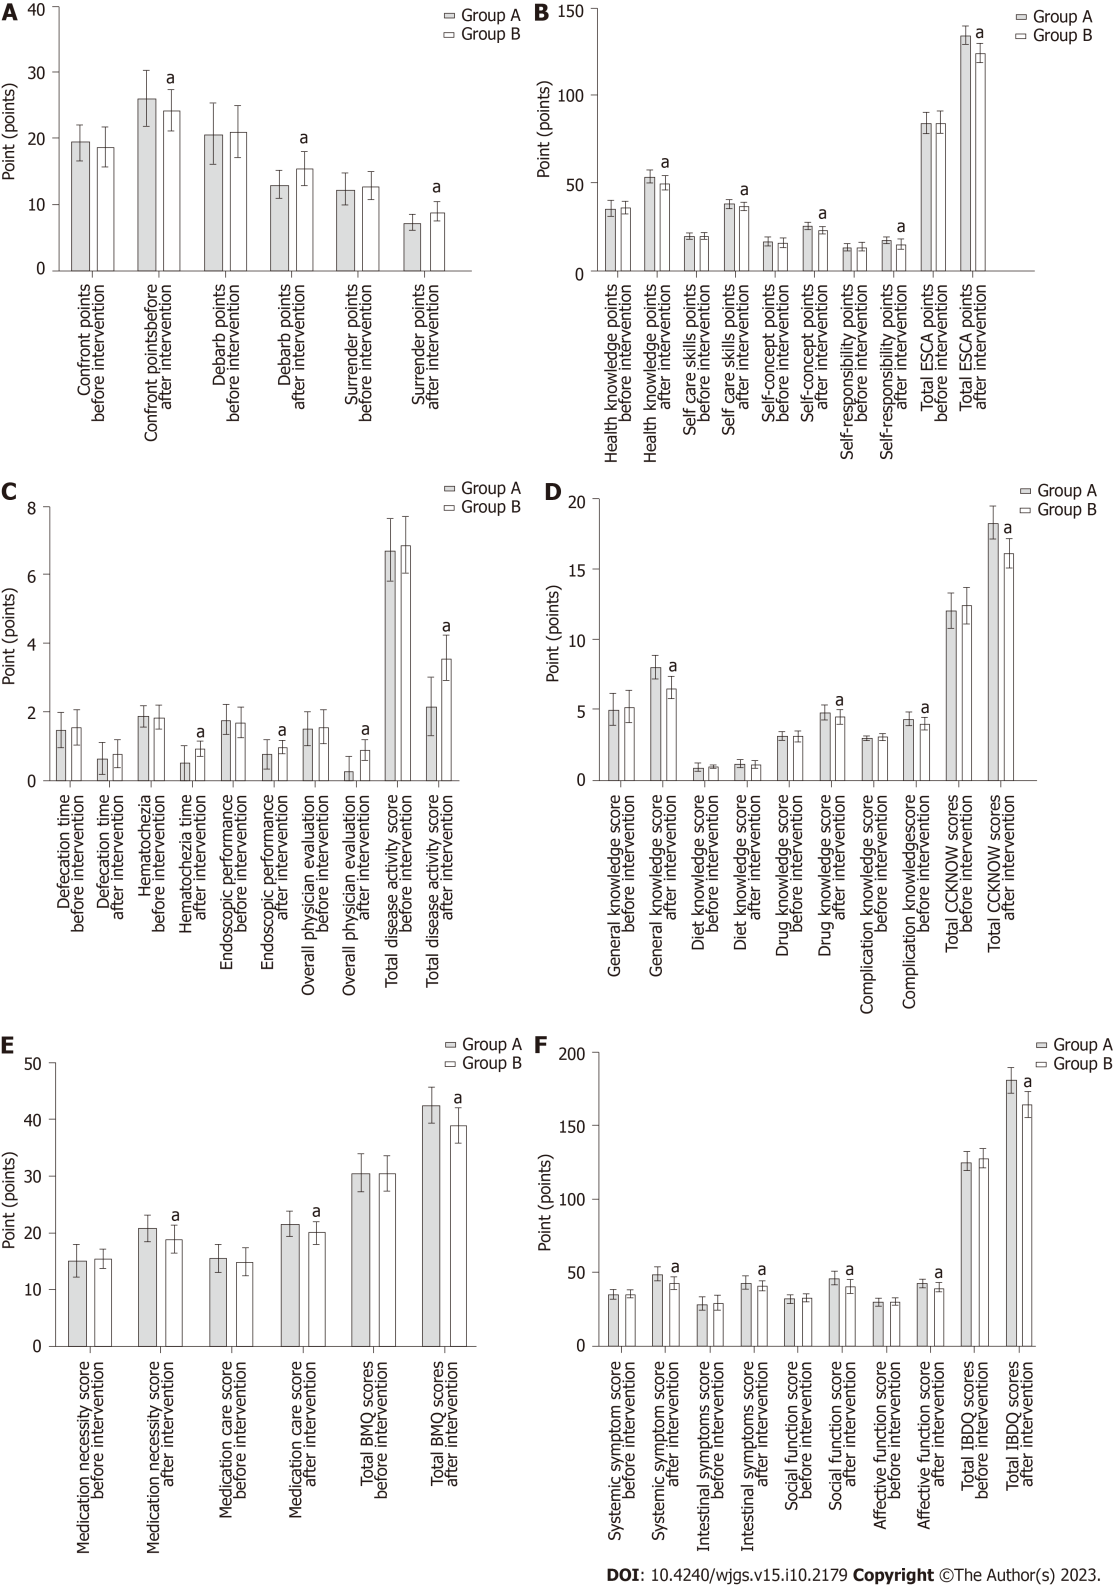 A
Group A
Group B
Point (points)
40
30
20
10
0
a
a
a
Confront points
before intervention
Confront pointsbefore
after intervention
Debarb points
before intervention
Debarb points
after intervention
Surrender points
before intervention
Surrender points
after intervention
B
Group A
Group B
Point (points)
150
100
50
0
a
a
a
a
a
Health knowledge points
before intervention
Health knowledge points
after intervention
Self care skills points
before intervention
Self care skills points
after intervention
Self-concept points
before intervention
Self-concept points
after intervention
Self-responsibility points
before intervention
Self-responsibility points
after intervention
Total ESCA points
before intervention
Total ESCA points
after intervention
C
Group A
Group B
Point (points)
8
6
4
2
0
a
a
a
a
Defecation time
before intervention
Defecation time
after intervention
Hematochezia
before intervention
Hematochezia time
after intervention
Endoscopic performance
before intervention
Endoscopic performance
after intervention
Overall physician evaluation
before intervention
Overall physician evaluation
after intervention
Total disease activity score
before intervention
Total disease activity score
after intervention
D
Group A
Group B
Point (points)
20
15
10
5
0
a
a
a
a
General knowledge score
before intervention
General knowledge score
after intervention
Diet knowledge score
before intervention
Diet knowledge score
after intervention
Drug knowledge score
before intervention
Drug knowledge score
after intervention
Complication knowledge score
before intervention
Complication knowledgescore
after intervention
Total CCKNOW scores
before intervention
Total CCKNOW scores
after intervention
E
Group A
Group B
Point (points)
50
40
30
20
10
0
a
a
a
Medication necessity score
before intervention
Medication necessity score
after intervention
Medication care score
before intervention
Medication care score
after intervention
Total BMQ scores
before intervention
Total BMQ scores
after intervention
F
Group A
Group B
Point (points)
200
150
100
50
0
a
a
a
a
a
Systemic symptom score
before intervention
Systemic symptom score
after intervention
Intestinal symptoms score
before intervention
Intestinal symptoms score
after intervention
Social function score
before intervention
Social function score
after intervention
Affective function score
before intervention
Affective function score
after intervention
Total IBDQ scores
before intervention
Total IBDQ scores
after intervention
DOI: 10.4240/wjgs.v15.i10.2179 Copyright ©The Author(s) 2023.